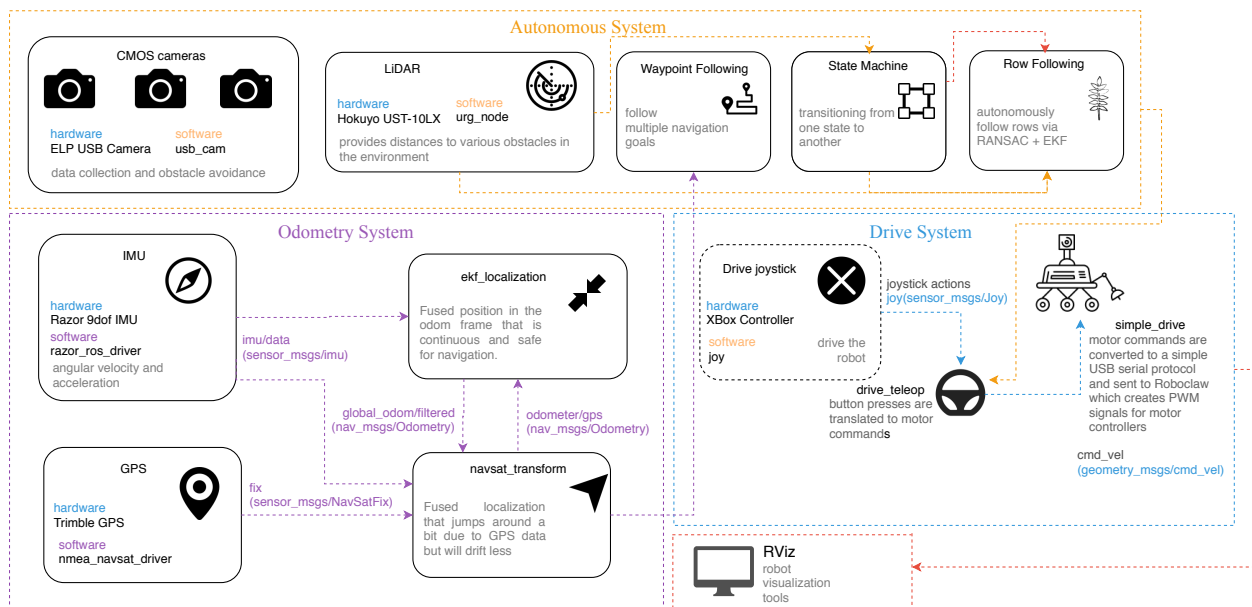 Autonomous System
CMOS cameras
hardware
ELP USB Camera
software
usb_cam
data collection and obstacle avoidance
LiDAR
hardware
Hokuyo UST-10LX
software
urg_node
provides distances to various obstacles in
the environment
Waypoint Following
follow
multiple navigation
goals
State Machine
transitioning from
one state to
another
Row Following
autonomously
follow rows via
RANSAC + EKF
Odometry System
IMU
hardware
Razor 9dof IMU
software
razor_ros_driver
angular velocity and
acceleration
imu/data
(sensor_msgs/imu)
ekf_localization
Fused position in the
odom frame that is
continuous and safe
for navigation.
global_odom/filtered
(nav_msgs/Odometry)
odometer/gps
(nav_msgs/Odometry)
GPS
hardware
Trimble GPS
software
nmea_navsat_driver
fix
(sensor_msgs/NavSatFix)
navsat_transform
Fused localization
that jumps around a
bit due to GPS data
but will drift less
Drive System
Drive joystick
hardware
XBox Controller
software
joy
drive the
robot
joystick actions
joy(sensor_msgs/Joy)
drive_teleop
button presses are
translated to motor
commands
simple_drive
motor commands are
converted to a simple
USB serial protocol
and sent to Roboclaw
which creates PWM
signals for motor
controllers
cmd_vel
(geometry_msgs/cmd_vel)
RViz
robot
visualization
tools